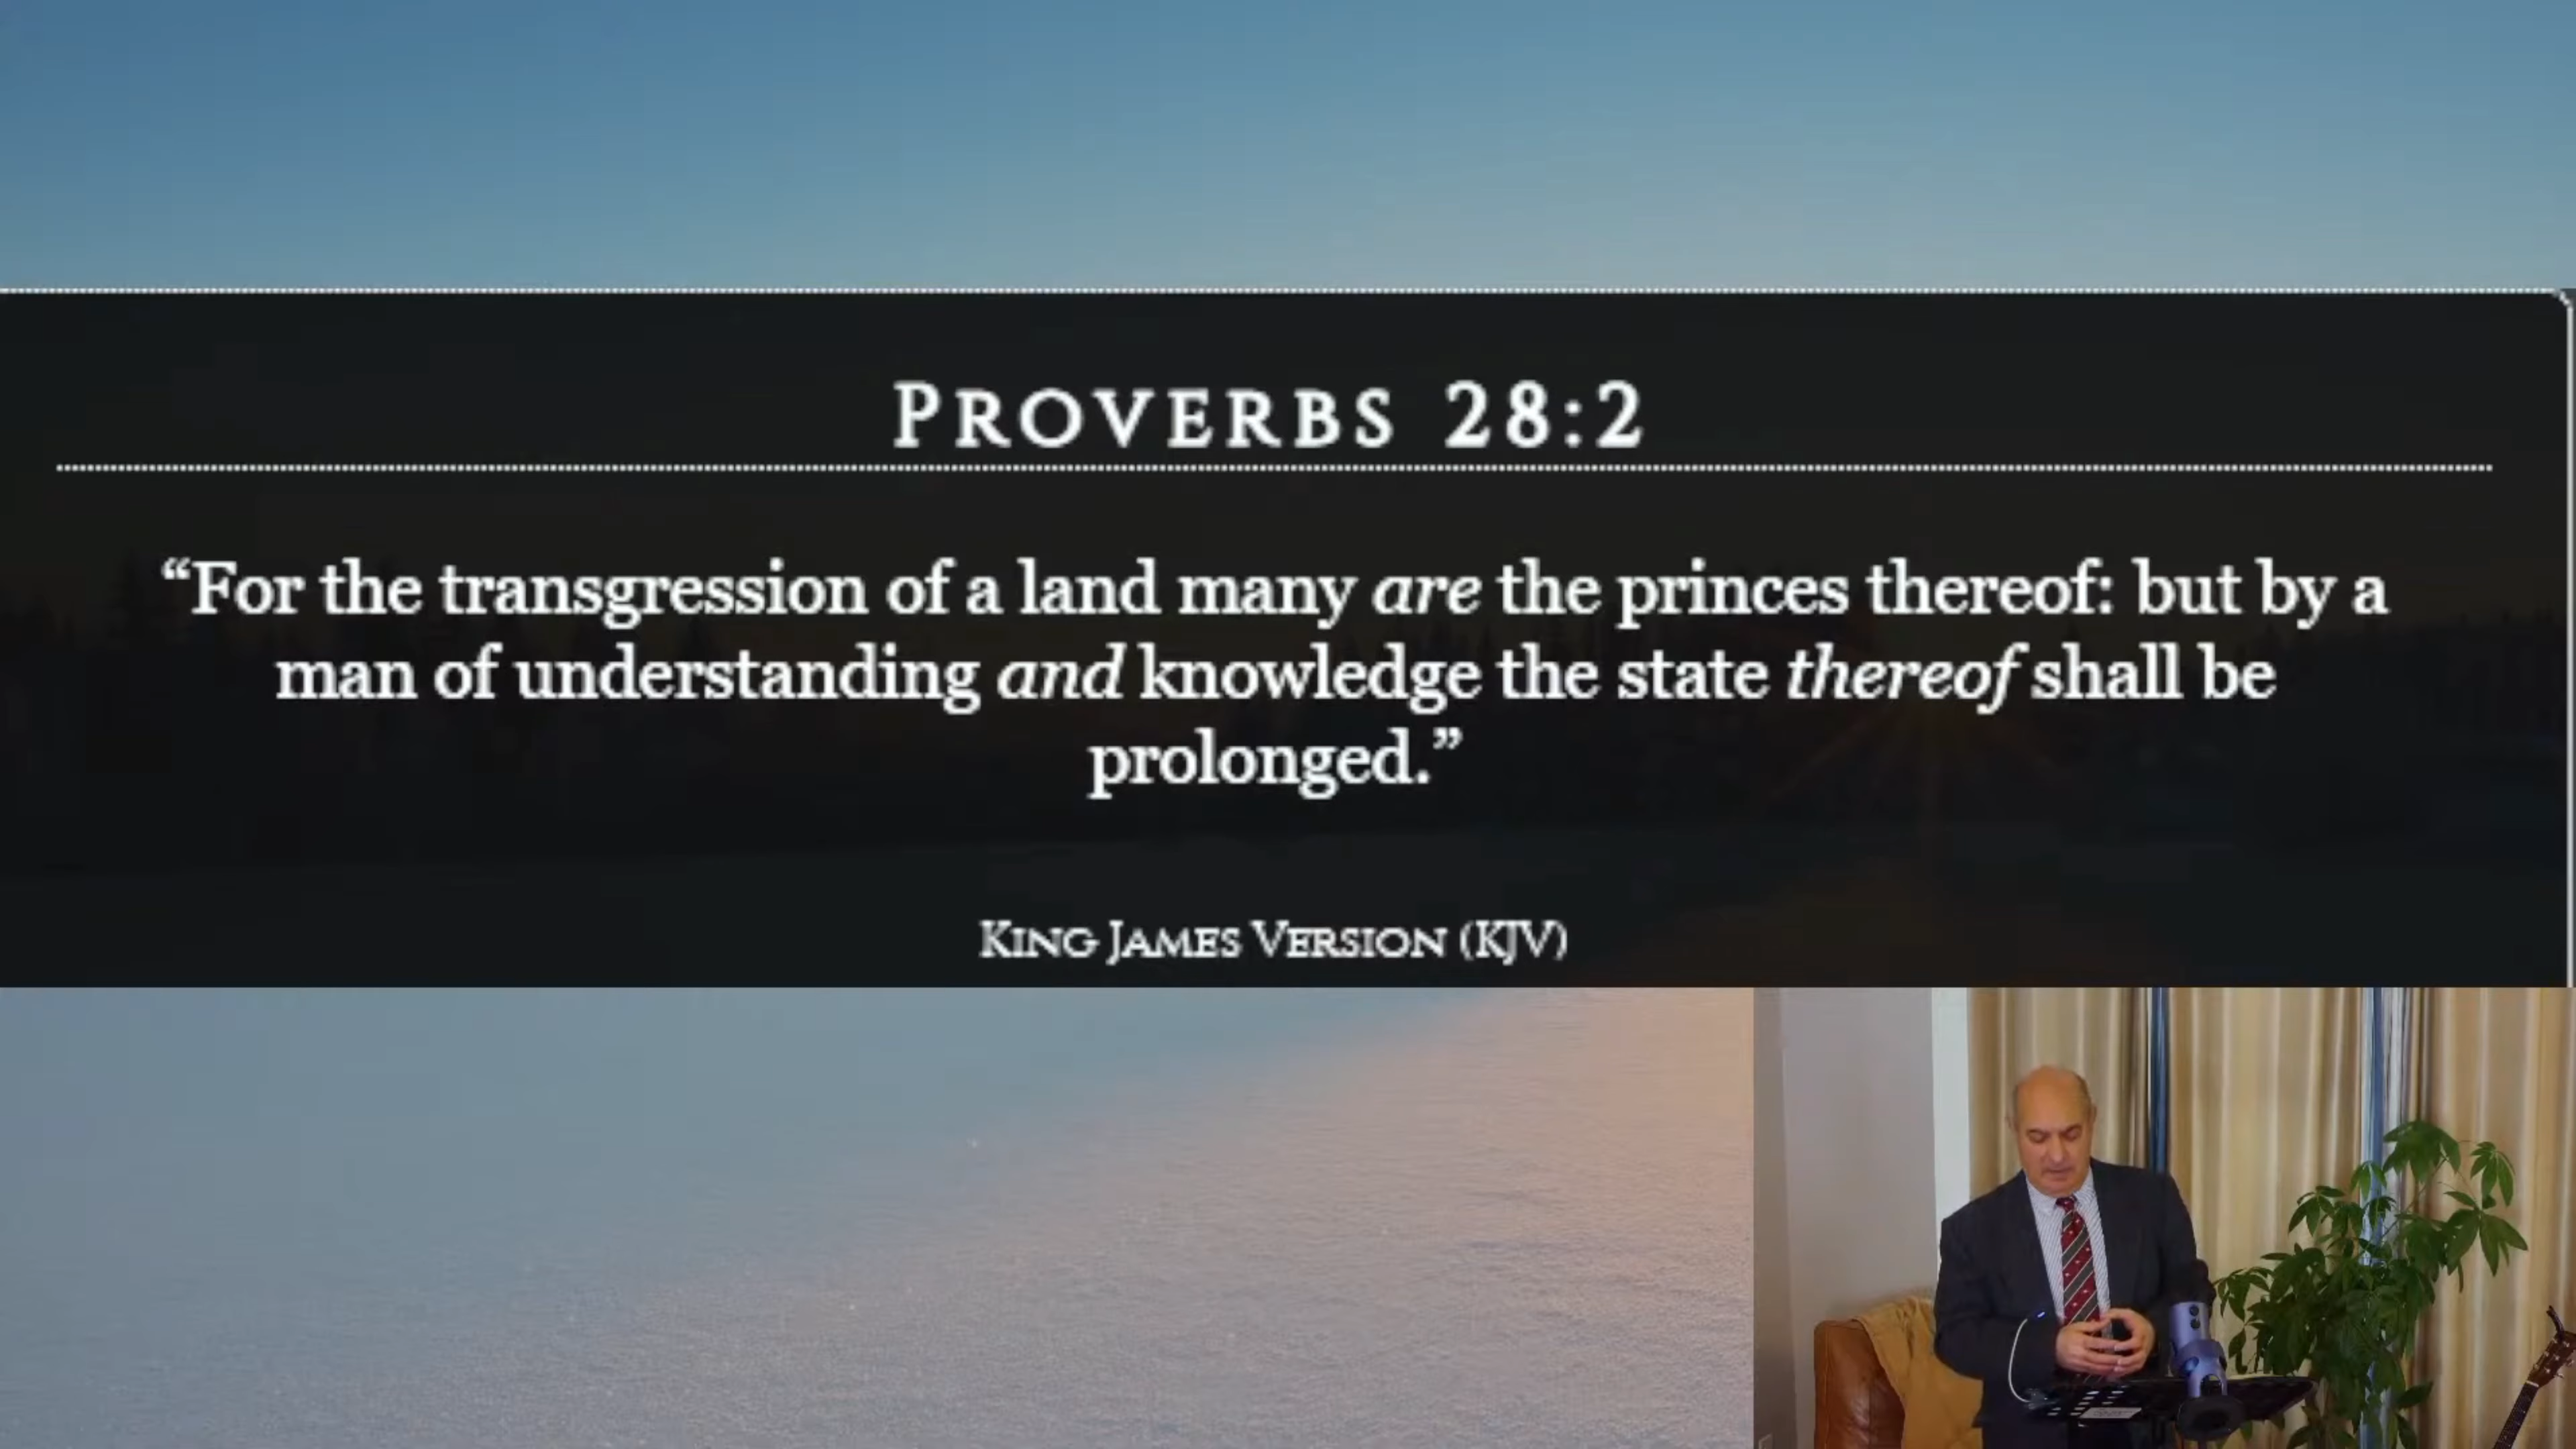 PROVERBS 28:2
“For the transgression of a land many are the princes thereof: but by a
man of understanding and knowledge the state thereof shall be
prolonged.”
KING JAMES VERSION (KJV)